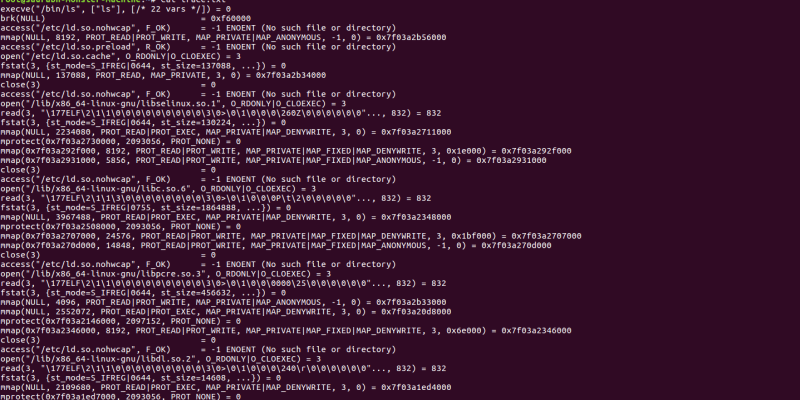 cat trace.txt
execve("/bin/ls", ["ls"], [/* 22 vars */]) = 0
brk(NULL) = 0xf60000
access("/etc/ld.so.nohwcap", F_OK) = -1 ENOENT (No such file or directory)
mmap(NULL, 8192, PROT_READ|PROT_WRITE, MAP_PRIVATE|MAP_ANONYMOUS, -1, 0) = 0x7f03a2b56000
access("/etc/ld.so.preload", R_OK) = -1 ENOENT (No such file or directory)
open("/etc/ld.so.cache", O_RDONLY|O_CLOEXEC) = 3
fstat(3, {st_mode=S_IFREG|0644, st_size=137088, ...}) = 0
mmap(NULL, 137088, PROT_READ, MAP_PRIVATE, 3, 0) = 0x7f03a2b34000
close(3) = 0
access("/etc/ld.so.nohwcap", F_OK) = -1 ENOENT (No such file or directory)
open("/lib/x86_64-linux-gnu/libselinux.so.1", O_RDONLY|O_CLOEXEC) = 3
read(3, "\177ELF\2\1\1\0\0\0\0\0\0\0\0\0\3\0>\0\1\0\0\0\260Z\0\0\0\0\0\0"..., 832) = 832
fstat(3, {st_mode=S_IFREG|0644, st_size=130224, ...}) = 0
mmap(NULL, 2234080, PROT_READ|PROT_EXEC, MAP_PRIVATE|MAP_DENYWRITE, 3, 0) = 0x7f03a2711000
mprotect(0x7f03a2730000, 2093056, PROT_NONE) = 0
mmap(0x7f03a292f000, 8192, PROT_READ|PROT_WRITE, MAP_PRIVATE|MAP_FIXED|MAP_DENYWRITE, 3, 0x1e000) = 0x7f03a292f000
mmap(0x7f03a2931000, 5856, PROT_READ|PROT_WRITE, MAP_PRIVATE|MAP_FIXED|MAP_ANONYMOUS, -1, 0) = 0x7f03a2931000
close(3) = 0
access("/etc/ld.so.nohwcap", F_OK) = -1 ENOENT (No such file or directory)
open("/lib/x86_64-linux-gnu/libc.so.6", O_RDONLY|O_CLOEXEC) = 3
read(3, "\177ELF\2\1\1\3\0\0\0\0\0\0\0\0\3\0>\0\1\0\0\0P\t\2\0\0\0\0\0"..., 832) = 832
fstat(3, {st_mode=S_IFREG|0755, st_size=1864888, ...}) = 0
mmap(NULL, 3967488, PROT_READ|PROT_EXEC, MAP_PRIVATE|MAP_DENYWRITE, 3, 0) = 0x7f03a2348000
mprotect(0x7f03a2508000, 2093056, PROT_NONE) = 0
mmap(0x7f03a2707000, 24576, PROT_READ|PROT_WRITE, MAP_PRIVATE|MAP_FIXED|MAP_DENYWRITE, 3, 0x1bf000) = 0x7f03a2707000
mmap(0x7f03a270d000, 14848, PROT_READ|PROT_WRITE, MAP_PRIVATE|MAP_FIXED|MAP_ANONYMOUS, -1, 0) = 0x7f03a270d000
close(3) = 0
access("/etc/ld.so.nohwcap", F_OK) = -1 ENOENT (No such file or directory)
open("/lib/x86_64-linux-gnu/libpcre.so.3", O_RDONLY|O_CLOEXEC) = 3
read(3, "\177ELF\2\1\1\0\0\0\0\0\0\0\0\0\3\0>\0\1\0\0\0000\25\0\0\0\0\0\0"..., 832) = 832
fstat(3, {st_mode=S_IFREG|0644, st_size=456632, ...}) = 0
mmap(NULL, 4096, PROT_READ|PROT_WRITE, MAP_PRIVATE|MAP_ANONYMOUS, -1, 0) = 0x7f03a2b33000
mmap(NULL, 2552072, PROT_READ|PROT_EXEC, MAP_PRIVATE|MAP_DENYWRITE, 3, 0) = 0x7f03a20d8000
mprotect(0x7f03a2146000, 2097152, PROT_NONE) = 0
mmap(0x7f03a2346000, 8192, PROT_READ|PROT_WRITE, MAP_PRIVATE|MAP_FIXED|MAP_DENYWRITE, 3, 0x6e000) = 0x7f03a2346000
close(3) = 0
access("/etc/ld.so.nohwcap", F_OK) = -1 ENOENT (No such file or directory)
open("/lib/x86_64-linux-gnu/libdl.so.2", O_RDONLY|O_CLOEXEC) = 3
read(3, "\177ELF\2\1\1\0\0\0\0\0\0\0\0\0\3\0>\0\1\0\0\0\240\r\0\0\0\0\0\0"..., 832) = 832
fstat(3, {st_mode=S_IFREG|0644, st_size=14608, ...}) = 0
mmap(NULL, 2109680, PROT_READ|PROT_EXEC, MAP_PRIVATE|MAP_DENYWRITE, 3, 0) = 0x7f03a1ed4000
mprotect(0x7f03a1ed7000, 2093056, PROT_NONE) = 0